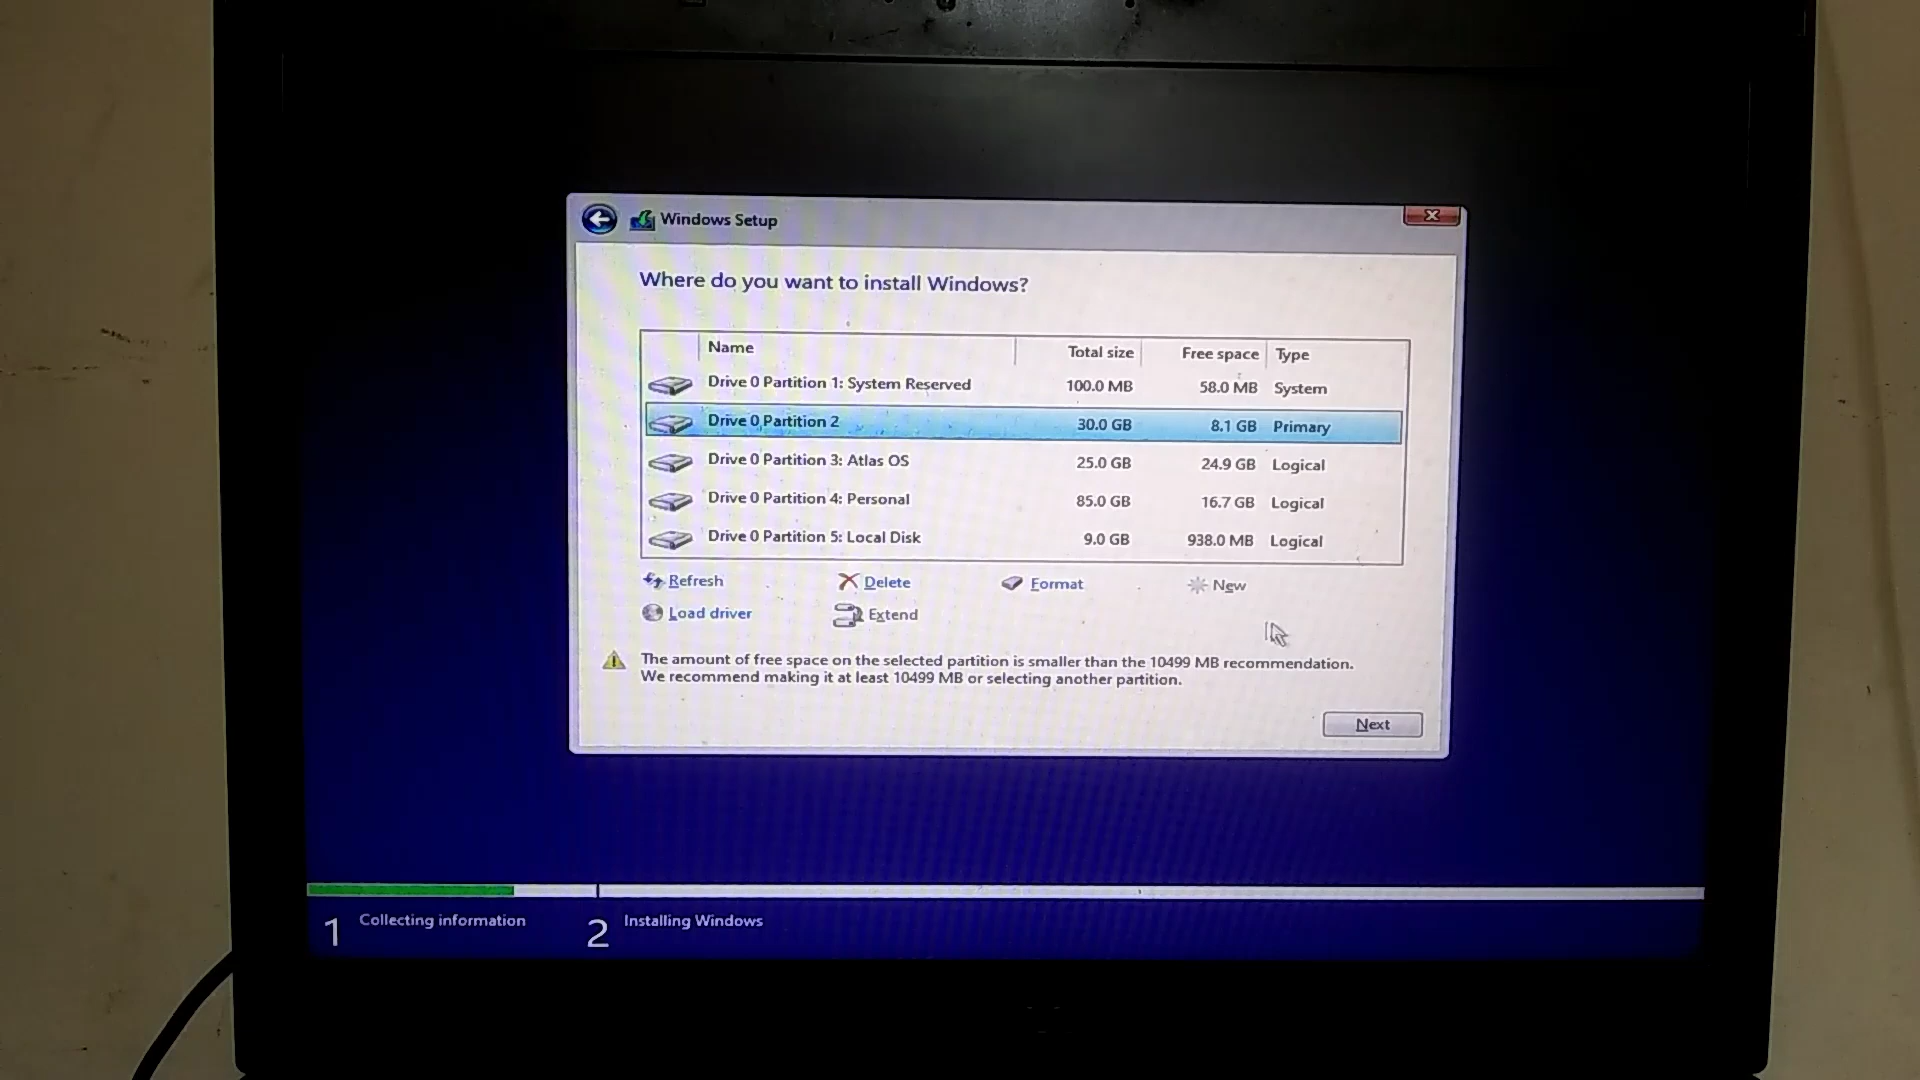 Windows Setup
Where do you want to install Windows?
Name Total size Free space Type
Drive 0 Partition 1: System Reserved 100.0 MB 58.0 MB System
Drive 0 Partition 2 30.0 GB 8.1 GB Primary
Drive 0 Partition 3: Atlas OS 25.0 GB 24.9 GB Logical
Drive 0 Partition 4: Personal 85.0 GB 16.7 GB Logical
Drive 0 Partition 5: Local Disk 9.0 GB 938.0 MB Logical
Refresh Delete Format New
Load driver Extend
The amount of free space on the selected partition is smaller than the 10499 MB recommendation.
We recommend making it at least 10499 MB or selecting another partition.
Next
1 Collecting information 2 Installing Windows